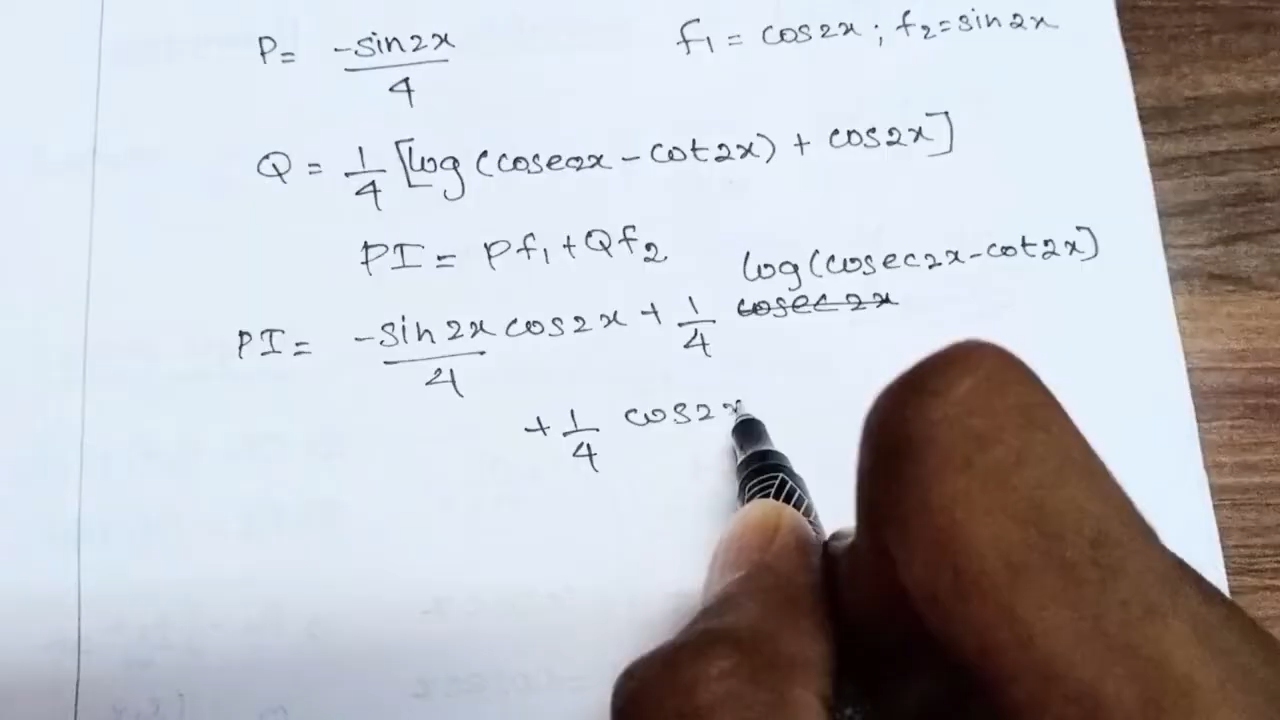 P= -sin2x/4 f1 = cos2x ; f2=sin2x
Q = 1/4 [log (cosec2x - cot2x) + cos2x]
PI = Pf1+Qf2
log(cosec2x-cot2x)
PI = -sin2x/4 cos2x + 1/4 cosec2x
+ 1/4 cos2x